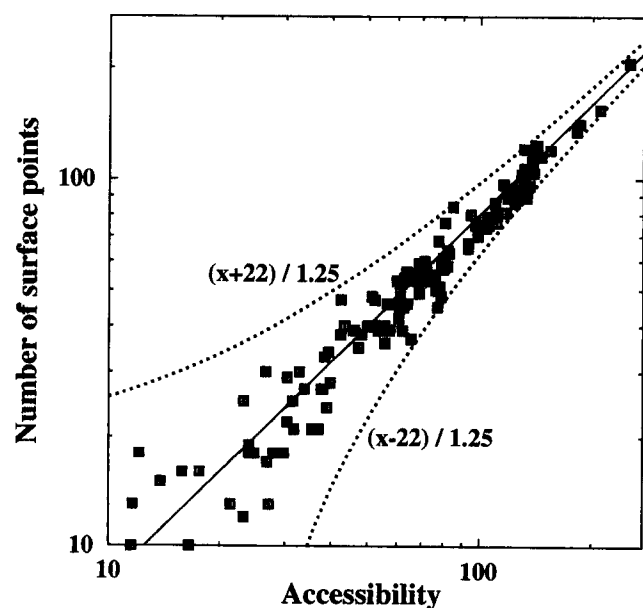 Number of surface points
100
10
(x+22) / 1.25
(x-22) / 1.25
10
100
Accessibility